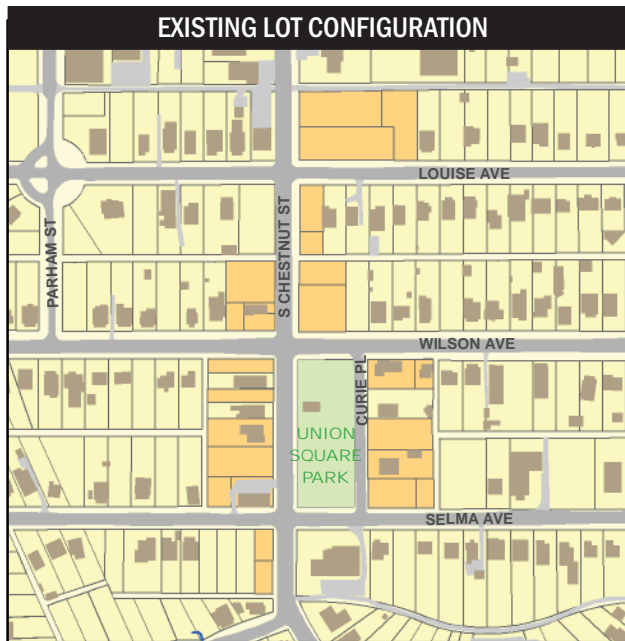 EXISTING LOT CONFIGURATION
LOUISE AVE
PARHAM ST
S CHESTNUT ST
WILSON AVE
CURIE PL
UNION
SQUARE
PARK
SELMA AVE